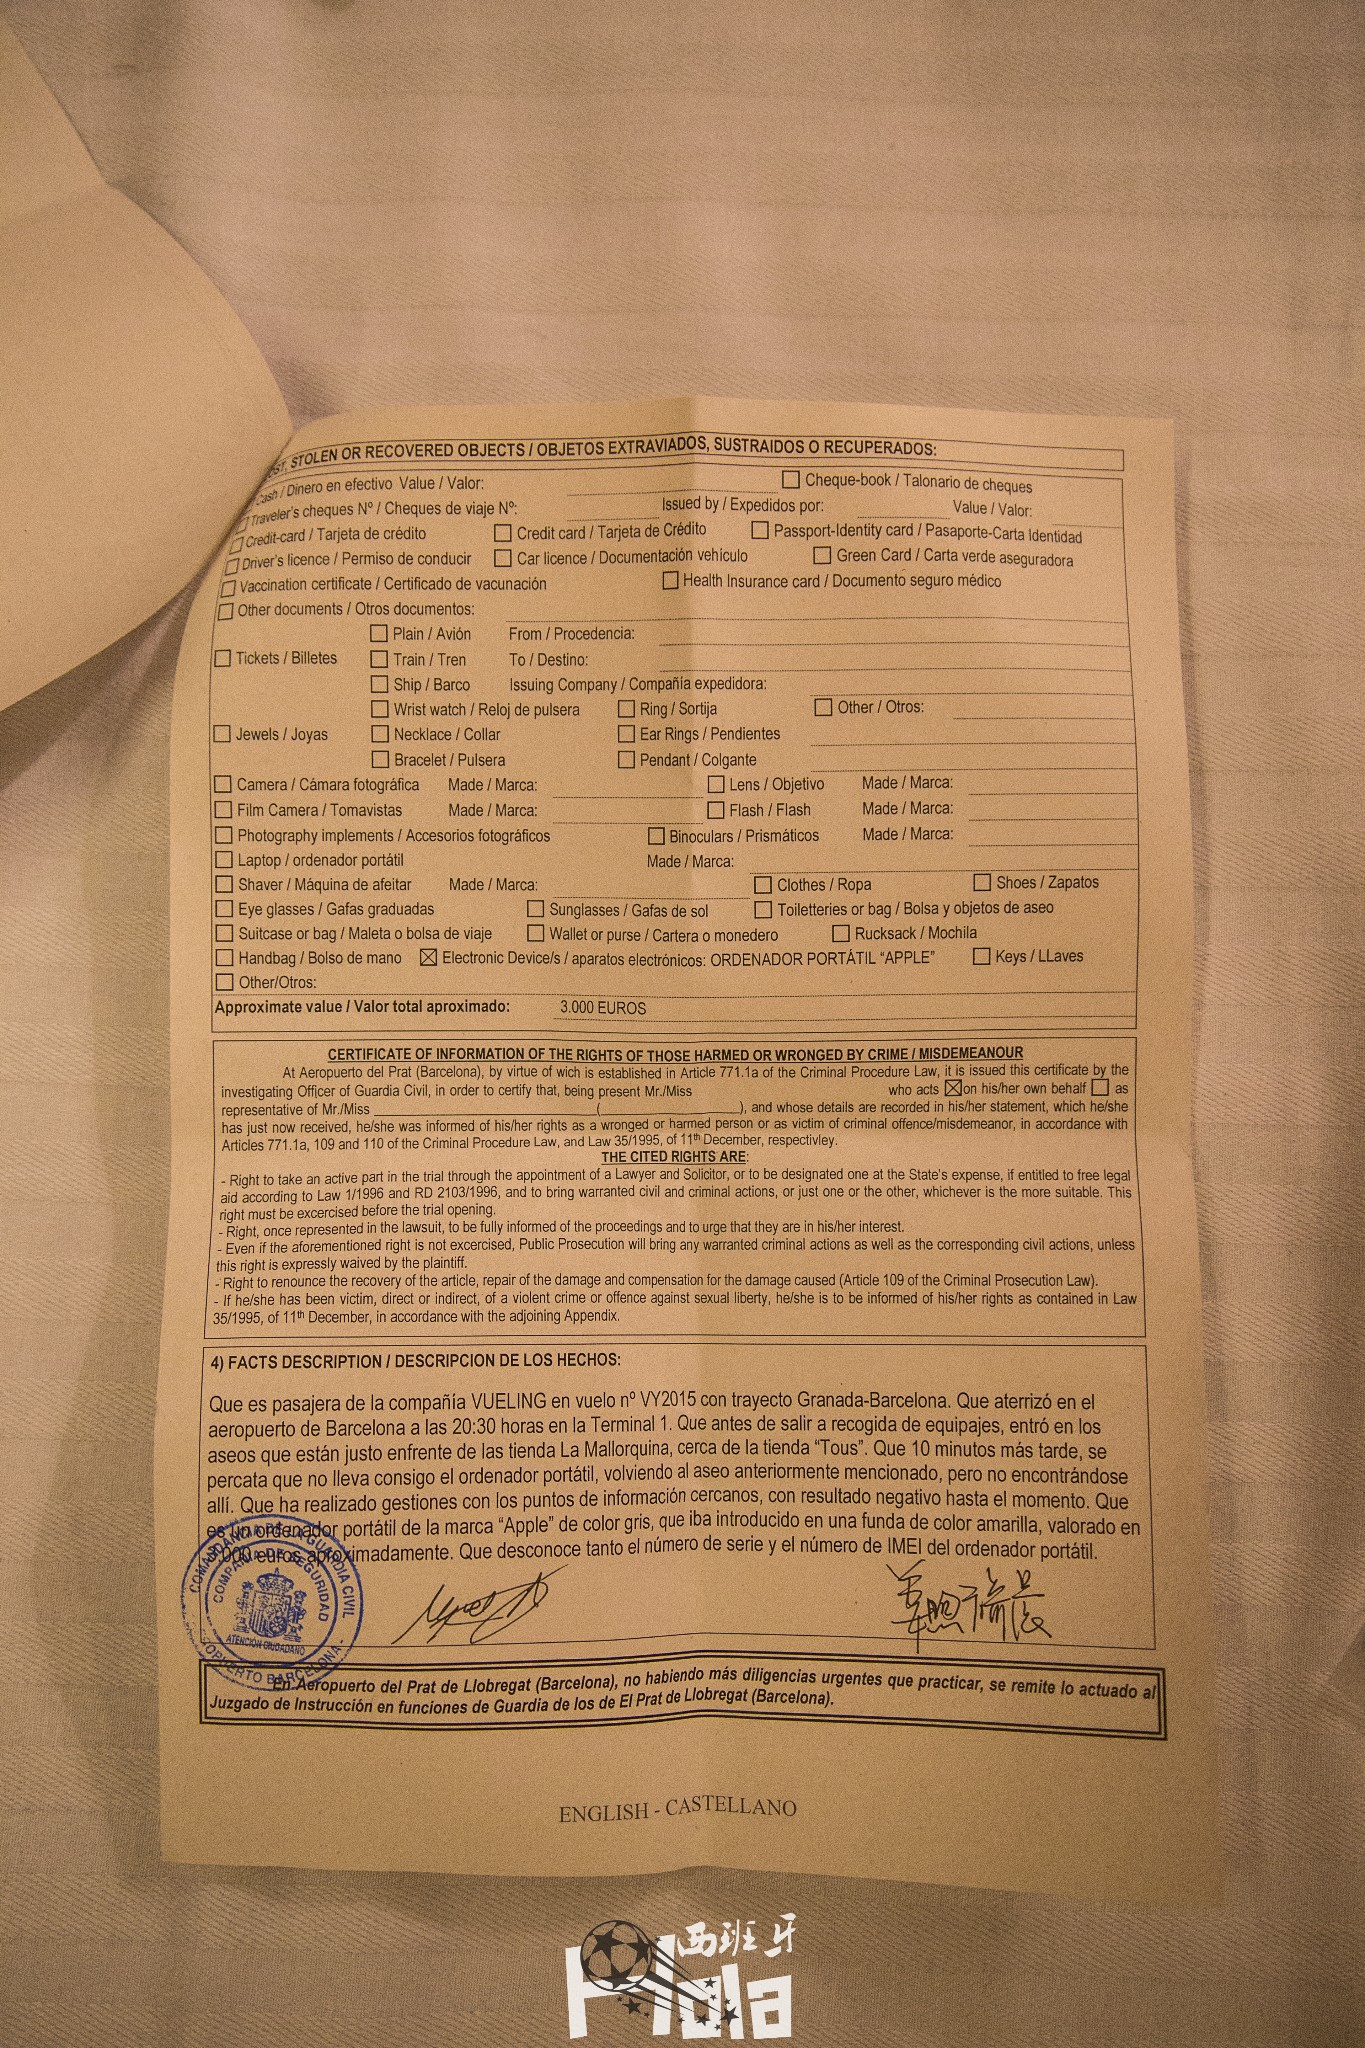 OST, STOLEN OR RECOVERED OBJECTS / OBJETOS EXTRAVIADOS, SUSTRAIDOS O RECUPERADOS:
Cash / Dinero en efectivo Value / Valor: Cheque-book / Talonario de cheques
Traveler's cheques Nº / Cheques de viaje Nº: Issued by / Expedidos por: Value / Valor:
Credit-card / Tarjeta de crédito Credit card / Tarjeta de Crédito Passport-Identity card / Pasaporte-Carta Identidad
Driver's licence / Permiso de conducir Car licence / Documentación vehículo Green Card / Carta verde aseguradora
Vaccination certificate / Certificado de vacunación Health Insurance card / Documento seguro médico
Other documents / Otros documentos:
Plain / Avión From / Procedencia:
Tickets / Billetes Train / Tren To / Destino:
Ship / Barco Issuing Company / Compañia expedidora:
Wrist watch / Reloj de pulsera Ring / Sortija Other / Otros:
Jewels / Joyas Necklace / Collar Ear Rings / Pendientes
Bracelet / Pulsera Pendant / Colgante
Camera / Cámara fotográfica Made / Marca: Lens / Objetivo Made / Marca:
Film Camera / Tomavistas Made / Marca: Flash / Flash Made / Marca:
Photography implements / Accesorios fotográficos Binoculars / Prismáticos Made / Marca:
Laptop / ordenador portátil Made / Marca:
Shaver / Máquina de afeitar Made / Marca: Clothes / Ropa Shoes / Zapatos
Eye glasses / Gafas graduadas Sunglasses / Gafas de sol Toiletteries or bag / Bolsa y objetos de aseo
Suitcase or bag / Maleta o bolsa de viaje Wallet or purse / Cartera o monedero Rucksack / Mochila
Handbag / Bolso de mano Electronic Device/s / aparatos electrónicos: ORDENADOR PORTÁTIL “APPLE” Keys / LLaves
Other/Otros:
Approximate value / Valor total aproximado: 3.000 EUROS
CERTIFICATE OF INFORMATION OF THE RIGHTS OF THOSE HARMED OR WRONGED BY CRIME / MISDEMEANOUR
At Aeropuerto del Prat (Barcelona), by virtue of wich is established in Article 771.1a of the Criminal Procedure Law, it is issued this certificate by the
investigating Officer of Guardia Civil, in order to certify that, being present Mr./Miss who acts on his/her own behalf as
representative of Mr./Miss ( ), and whose details are recorded in his/her statement, which he/she
has just now received, he/she was informed of his/her rights as a wronged or harmed person or as victim of criminal offence/misdemeanor, in accordance with
Articles 771.1a, 109 and 110 of the Criminal Procedure Law, and Law 35/1995, of 11th December, respectivley.
THE CITED RIGHTS ARE:
- Right to take an active part in the trial through the appointment of a Lawyer and Solicitor, or to be designated one at the State's expense, if entitled to free legal
aid according to Law 1/1996 and RD 2103/1996, and to bring warranted civil and criminal actions, or just one or the other, whichever is the more suitable. This
right must be excercised before the trial opening.
- Right, once represented in the lawsuit, to be fully informed of the proceedings and to urge that they are in his/her interest.
- Even if the aforementioned right is not excercised, Public Prosecution will bring any warranted criminal actions as well as the corresponding civil actions, unless
this right is expressly waived by the plaintiff.
- Right to renounce the recovery of the article, repair of the damage and compensation for the damage caused (Article 109 of the Criminal Prosecution Law).
- If he/she has been victim, direct or indirect, of a violent crime or offence against sexual liberty, he/she is to be informed of his/her rights as contained in Law
35/1995, of 11th December, in accordance with the adjoining Appendix.
4) FACTS DESCRIPTION / DESCRIPCION DE LOS HECHOS:
Que es pasajera de la compañía VUELING en vuelo nº VY2015 con trayecto Granada-Barcelona. Que aterrizó en el
aeropuerto de Barcelona a las 20:30 horas en la Terminal 1. Que antes de salir a recogida de equipajes, entró en los
aseos que están justo enfrente de las tienda La Mallorquina, cerca de la tienda “Tous”. Que 10 minutos más tarde, se
percata que no lleva consigo el ordenador portátil, volviendo al aseo anteriormente mencionado, pero no encontrándose
allí. Que ha realizado gestiones con los puntos de información cercanos, con resultado negativo hasta el momento. Que
es un ordenador portátil de la marca “Apple” de color gris, que iba introducido en una funda de color amarilla, valorado en
3.000 euros aproximadamente. Que desconoce tanto el número de serie y el número de IMEI del ordenador portátil.
COMANDANCIA DE LA GUARDIA CIVIL
COMPAÑIA DE SEGURIDAD
ATENCION CIUDADANO
OPUERTO BARCELONA
En Aeropuerto del Prat de Llobregat (Barcelona), no habiendo más diligencias urgentes que practicar, se remite lo actuado al
Juzgado de Instrucción en funciones de Guardia de los de El Prat de Llobregat (Barcelona).
ENGLISH - CASTELLANO
西班牙
Hola